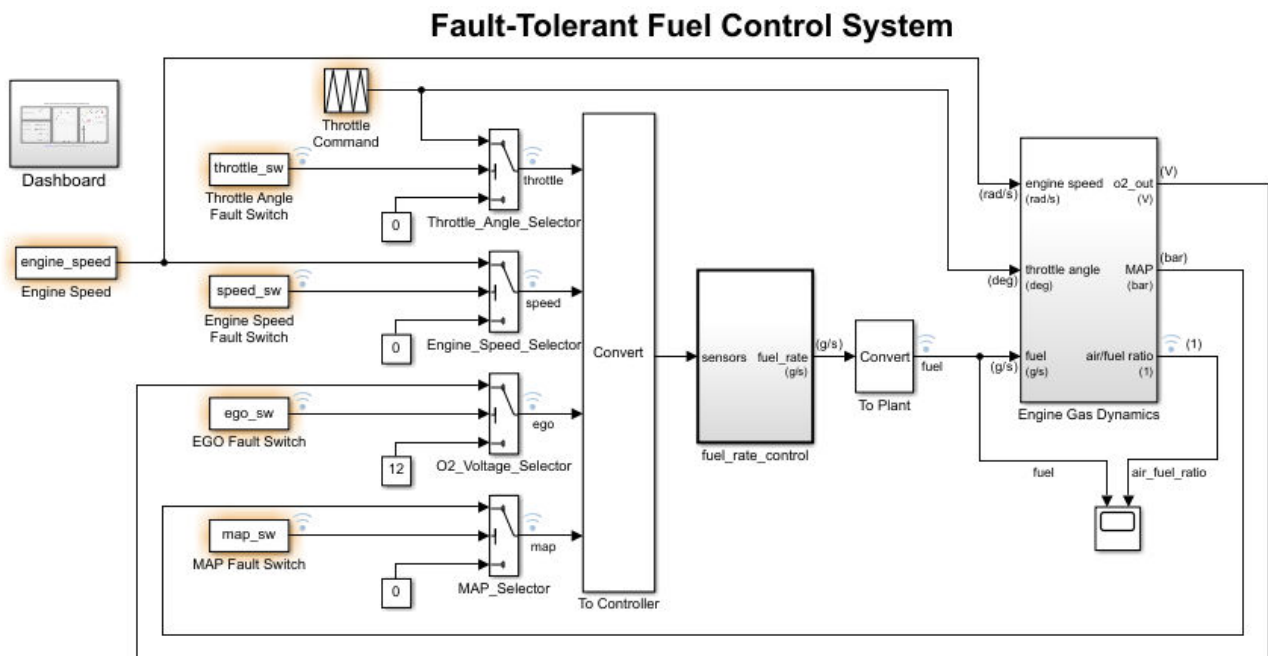 Fault-Tolerant Fuel Control System
Dashboard
Throttle
Command
throttle_sw
Throttle Angle
Fault Switch
0
throttle
Throttle_Angle_Selector
engine_speed
Engine Speed
speed_sw
Engine Speed
Fault Switch
0
speed
Engine_Speed_Selector
ego_sw
EGO Fault Switch
12
ego
O2_Voltage_Selector
map_sw
MAP Fault Switch
0
map
MAP_Selector
Convert
To Controller
sensors
fuel_rate
(g/s)
fuel_rate_control
(g/s)
Convert
To Plant
fuel
(rad/s)
engine speed
(rad/s)
o2_out
(V)
(V)
(deg)
throttle angle
(deg)
MAP
(bar)
(bar)
(g/s)
fuel
(g/s)
air/fuel ratio
(1)
(1)
Engine Gas Dynamics
fuel
air_fuel_ratio